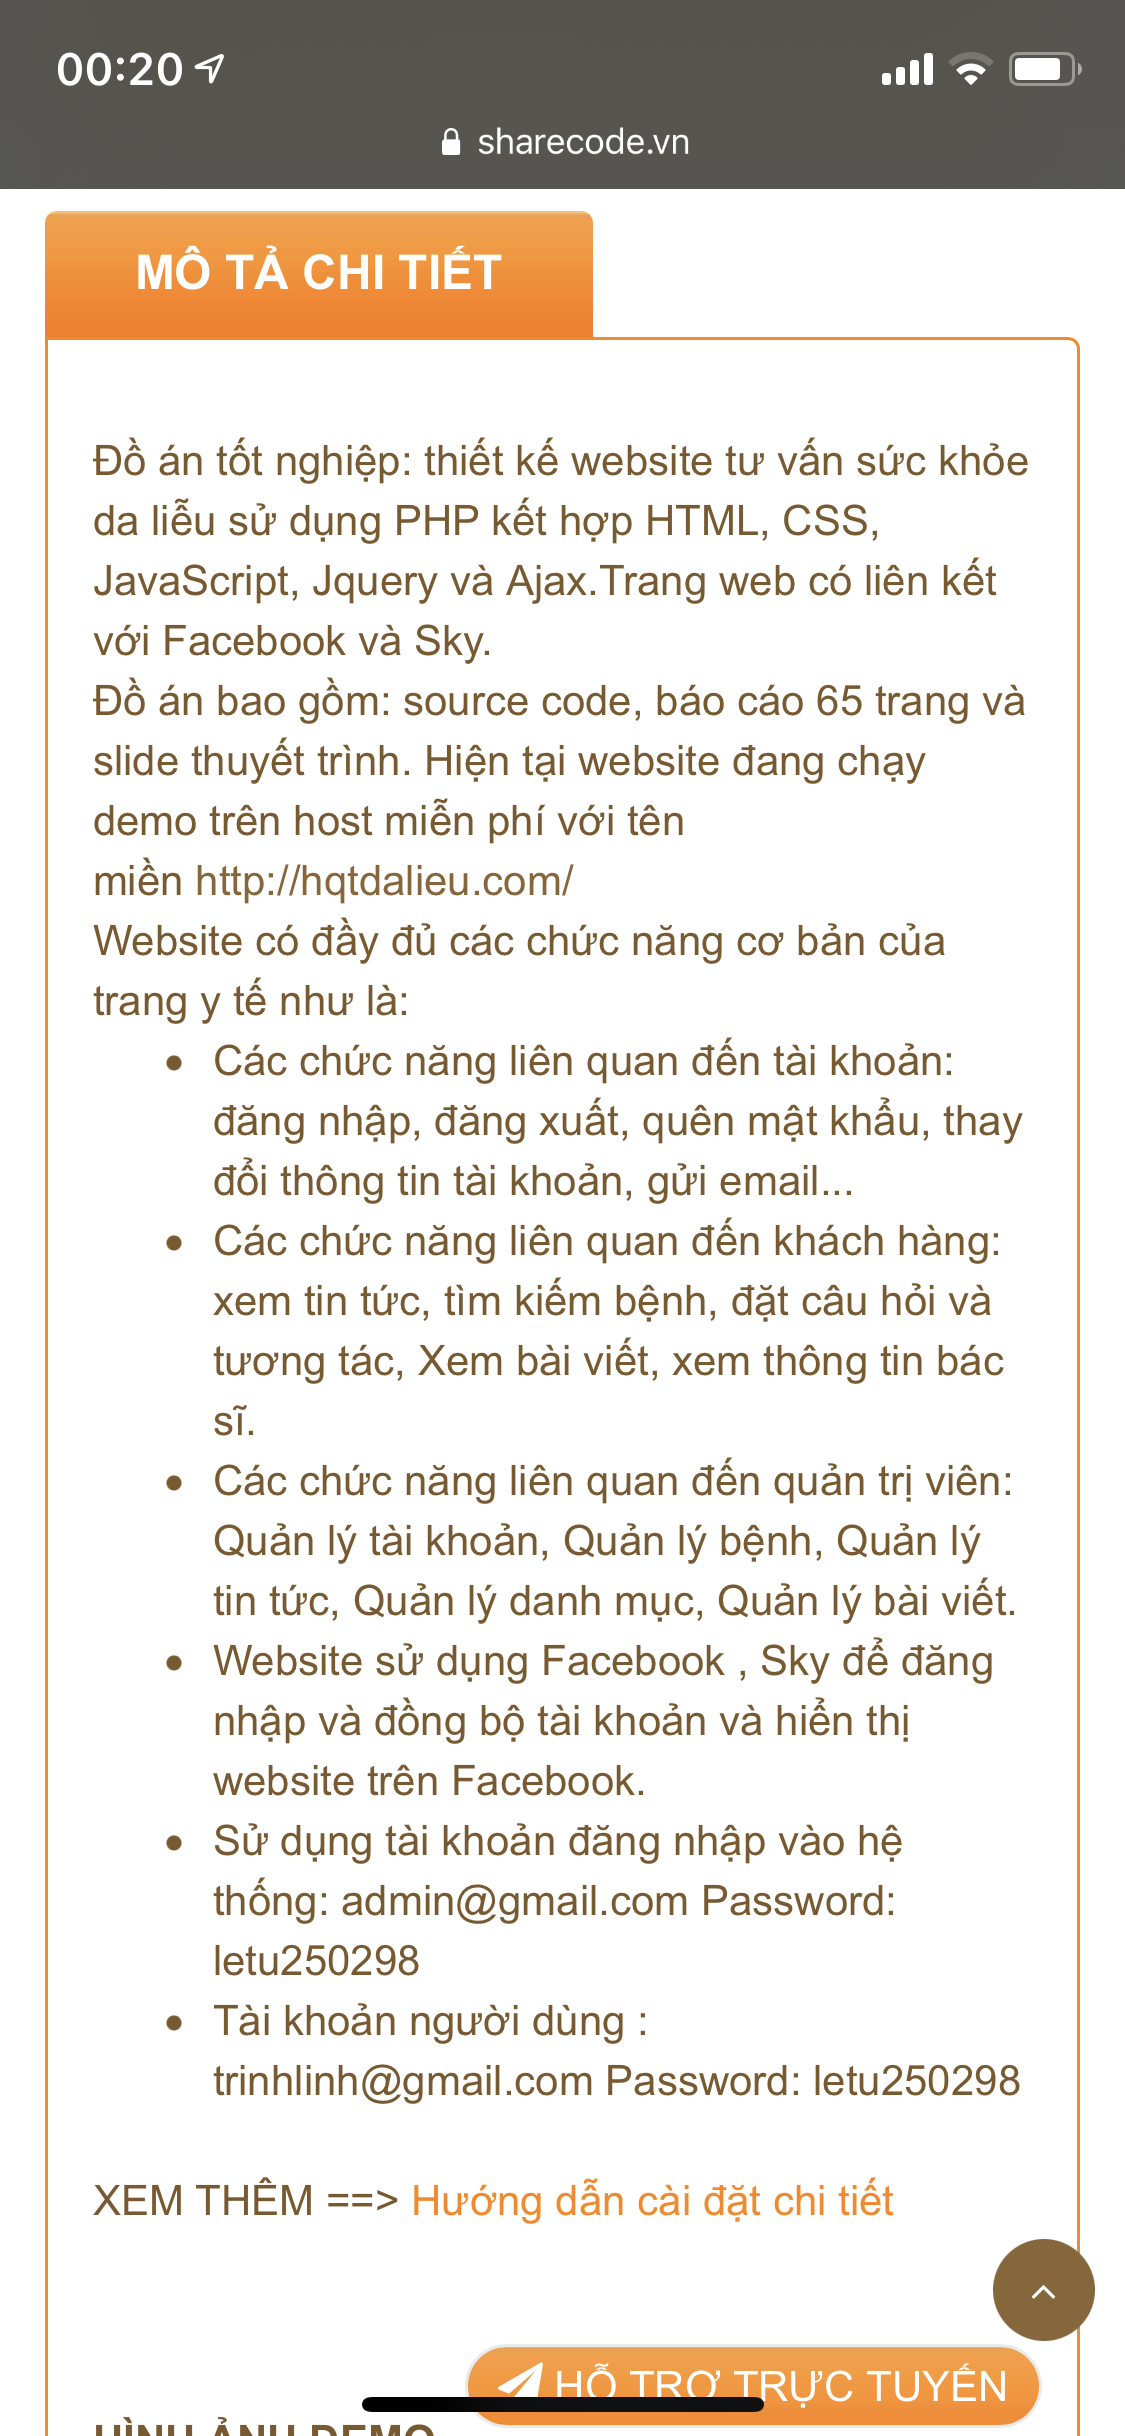 00:20
sharecode.vn
MÔ TẢ CHI TIẾT
Đồ án tốt nghiệp: thiết kế website tư vấn sức khỏe
da liễu sử dụng PHP kết hợp HTML, CSS,
JavaScript, Jquery và Ajax.Trang web có liên kết
với Facebook và Sky.
Đồ án bao gồm: source code, báo cáo 65 trang và
slide thuyết trình. Hiện tại website đang chạy
demo trên host miễn phí với tên
miền http://hqtdalieu.com/
Website có đầy đủ các chức năng cơ bản của
trang y tế như là:
• Các chức năng liên quan đến tài khoản:
đăng nhập, đăng xuất, quên mật khẩu, thay
đổi thông tin tài khoản, gửi email...
• Các chức năng liên quan đến khách hàng:
xem tin tức, tìm kiếm bệnh, đặt câu hỏi và
tương tác, Xem bài viết, xem thông tin bác
sĩ.
• Các chức năng liên quan đến quản trị viên:
Quản lý tài khoản, Quản lý bệnh, Quản lý
tin tức, Quản lý danh mục, Quản lý bài viết.
• Website sử dụng Facebook , Sky để đăng
nhập và đồng bộ tài khoản và hiển thị
website trên Facebook.
• Sử dụng tài khoản đăng nhập vào hệ
thống: admin@gmail.com Password:
letu250298
• Tài khoản người dùng :
trinhlinh@gmail.com Password: letu250298
XEM THÊM ==> Hướng dẫn cài đặt chi tiết
HỖ TRỢ TRỰC TUYẾN
HÌNH ẢNH DEMO